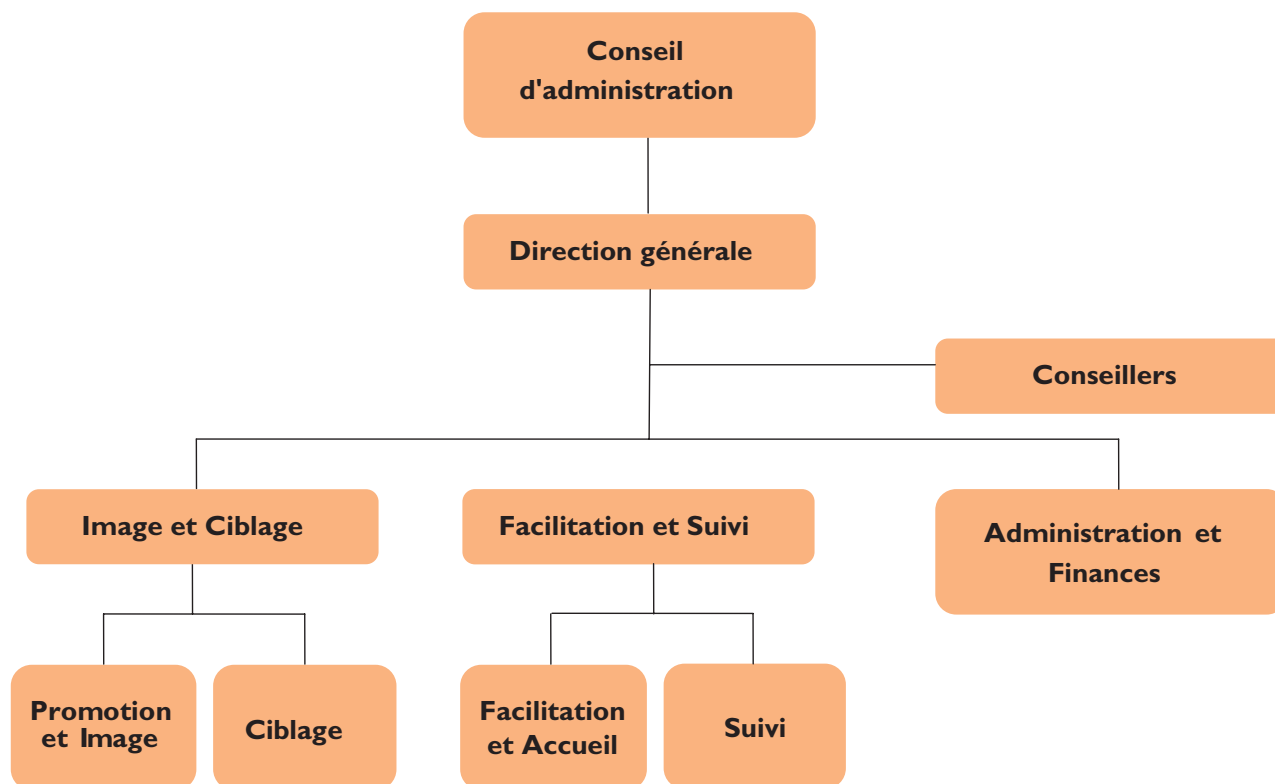 Conseil
d'administration
Direction générale
Conseillers
Image et Ciblage
Facilitation et Suivi
Administration et
Finances
Promotion
et Image
Ciblage
Facilitation
et Accueil
Suivi